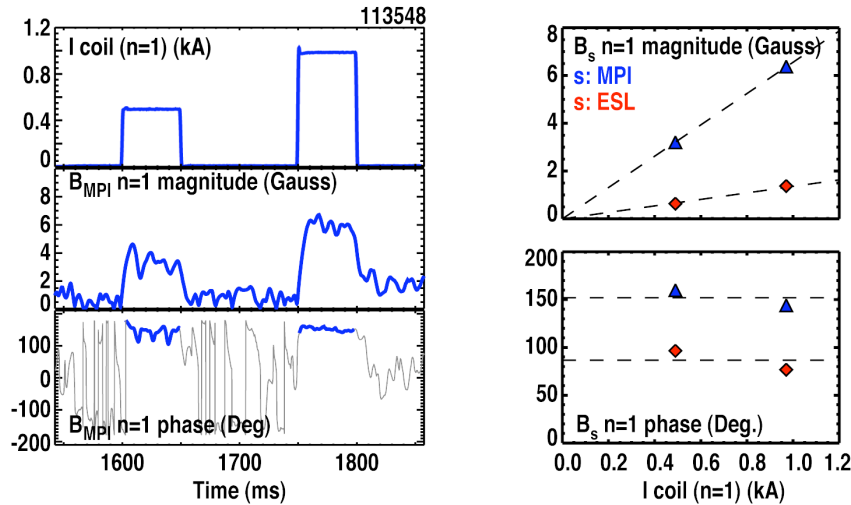 113548
I coil (n=1) (kA)
1.2
0.8
0.4
0
B_MPI n=1 magnitude (Gauss)
8
6
4
2
0
100
0
-100
-200
B_MPI n=1 phase (Deg)
1600 1700 1800
Time (ms)
B_s n=1 magnitude (Gauss)
s: MPI
s: ESL
8
6
4
2
0
200
150
100
50
0
B_s n=1 phase (Deg.)
0.0 0.2 0.4 0.6 0.8 1.0 1.2
I coil (n=1) (kA)